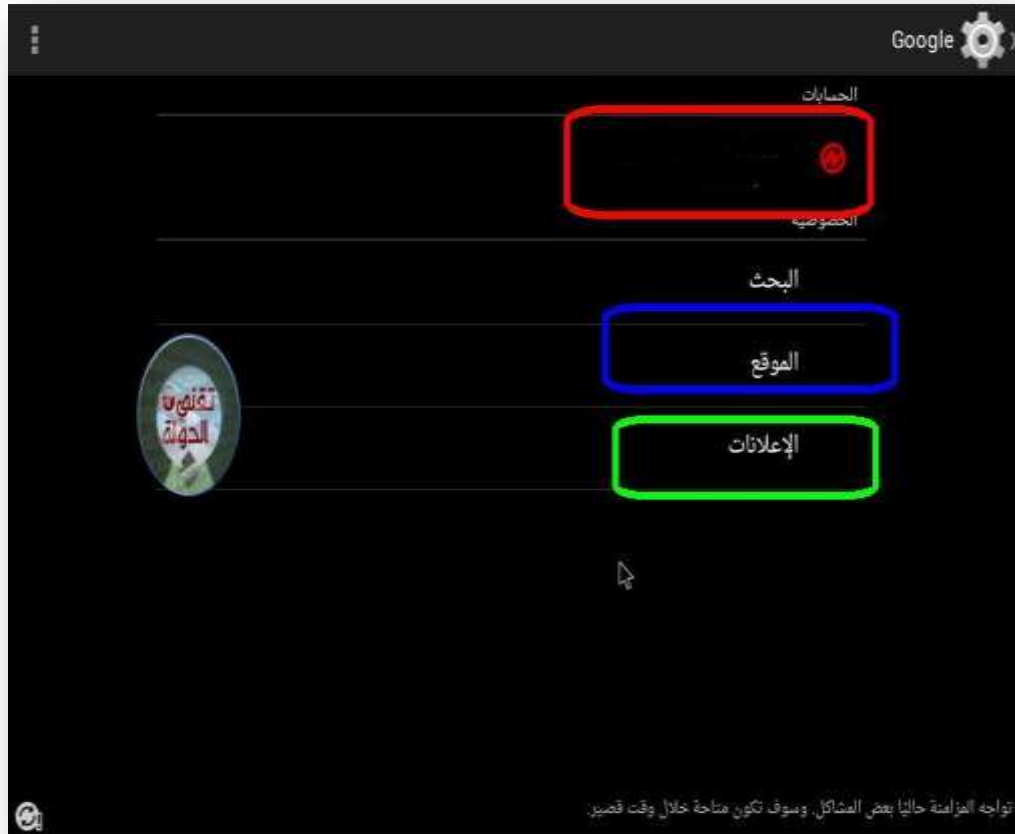 Google
الحسابات
الخصوصية
البحث
الموقع
الإعلانات
تقني
الدولة
تواجه المزامنة حاليًا بعض المشاكل. وسوف تكون متاحة خلال وقت قصير.